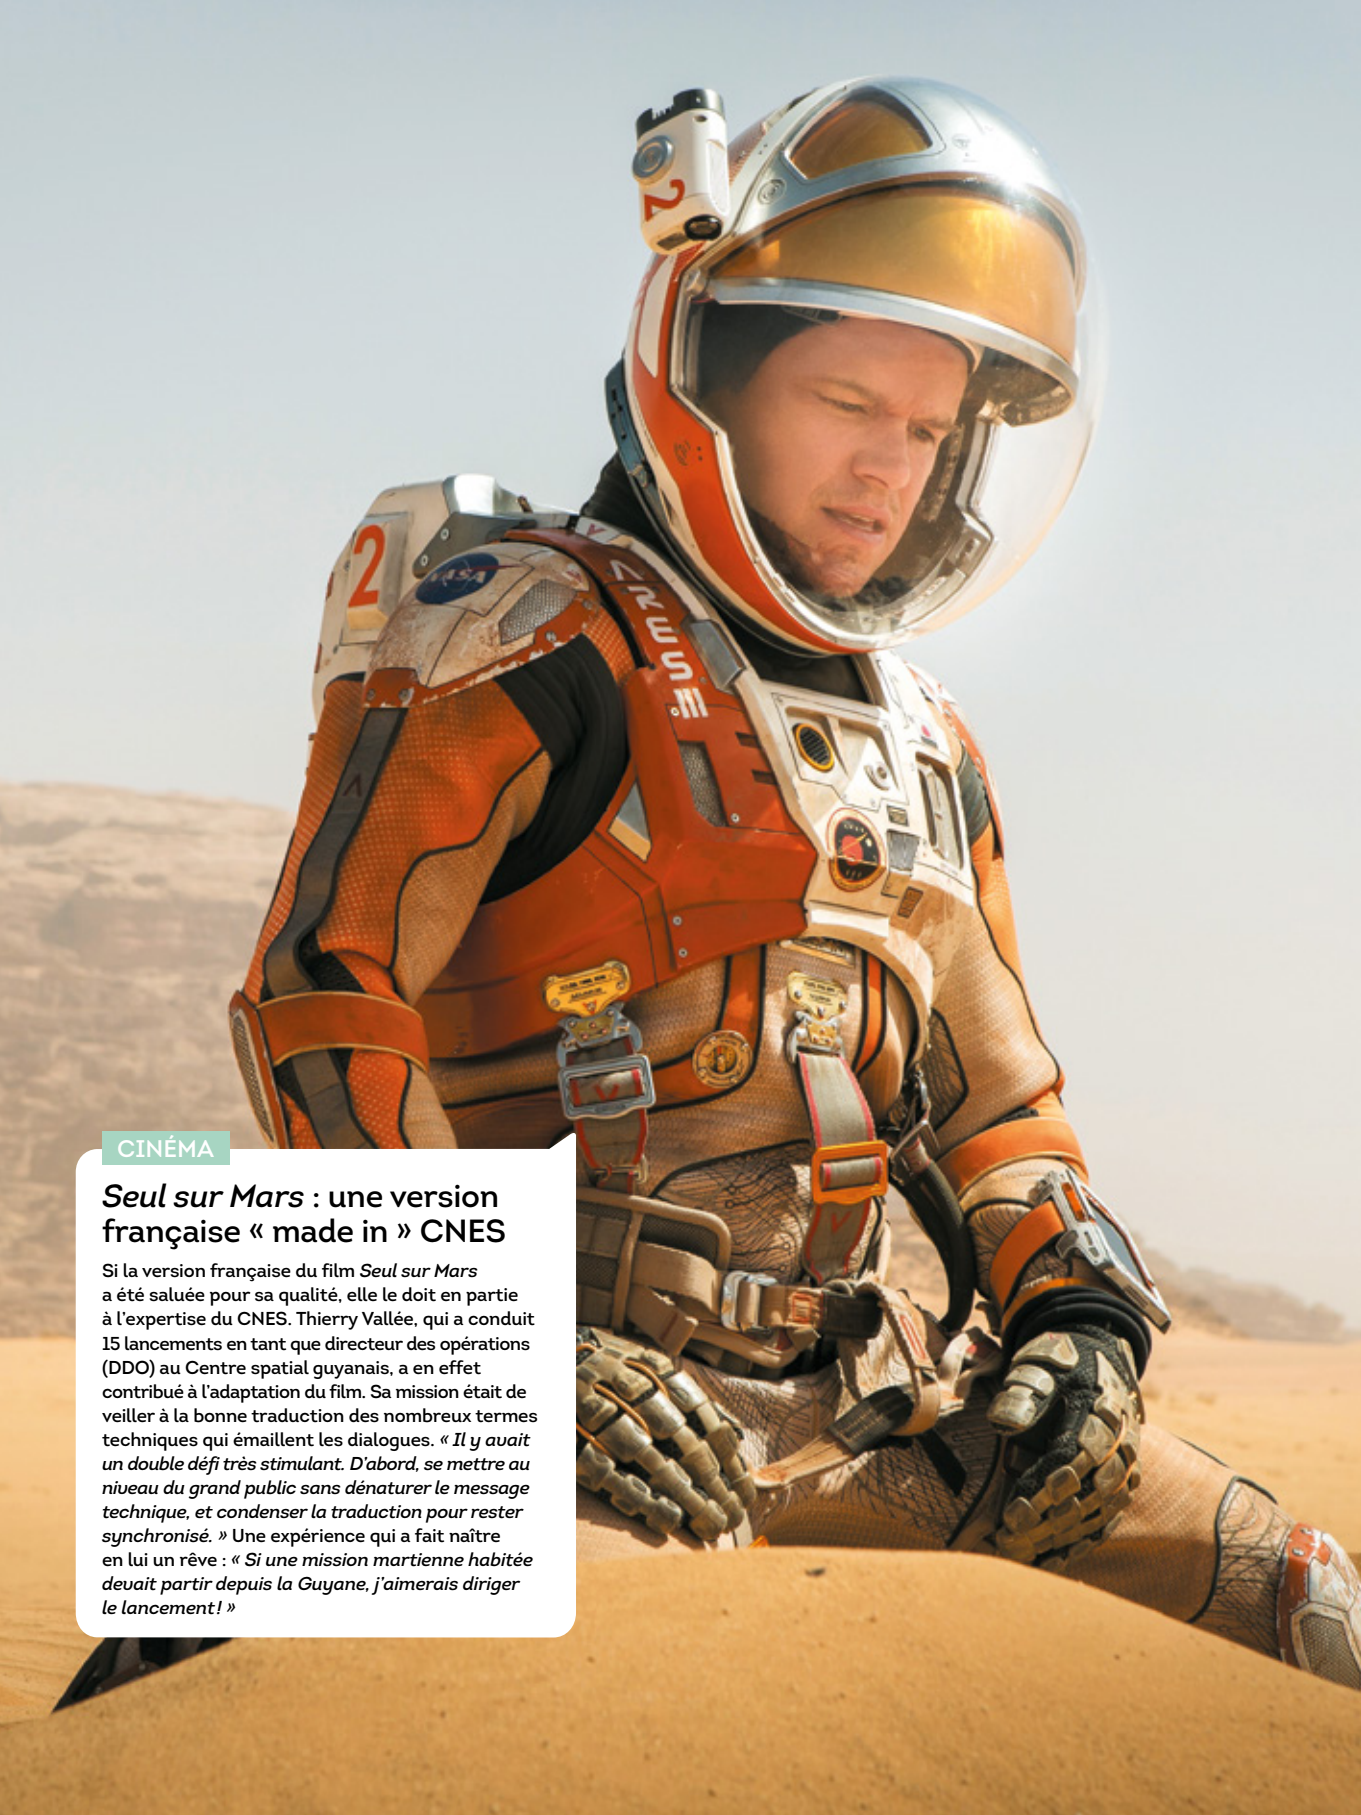 2
2
NASA
ARES
III
CINÉMA
Seul sur Mars : une version
française « made in » CNES
Si la version française du film Seul sur Mars
a été saluée pour sa qualité, elle le doit en partie
à l’expertise du CNES. Thierry Vallée, qui a conduit
15 lancements en tant que directeur des opérations
(DDO) au Centre spatial guyanais, a en effet
contribué à l’adaptation du film. Sa mission était de
veiller à la bonne traduction des nombreux termes
techniques qui émaillent les dialogues. « Il y avait
un double défi très stimulant. D’abord, se mettre au
niveau du grand public sans dénaturer le message
technique, et condenser la traduction pour rester
synchronisé. » Une expérience qui a fait naître
en lui un rêve : « Si une mission martienne habitée
devait partir depuis la Guyane, j’aimerais diriger
le lancement! »